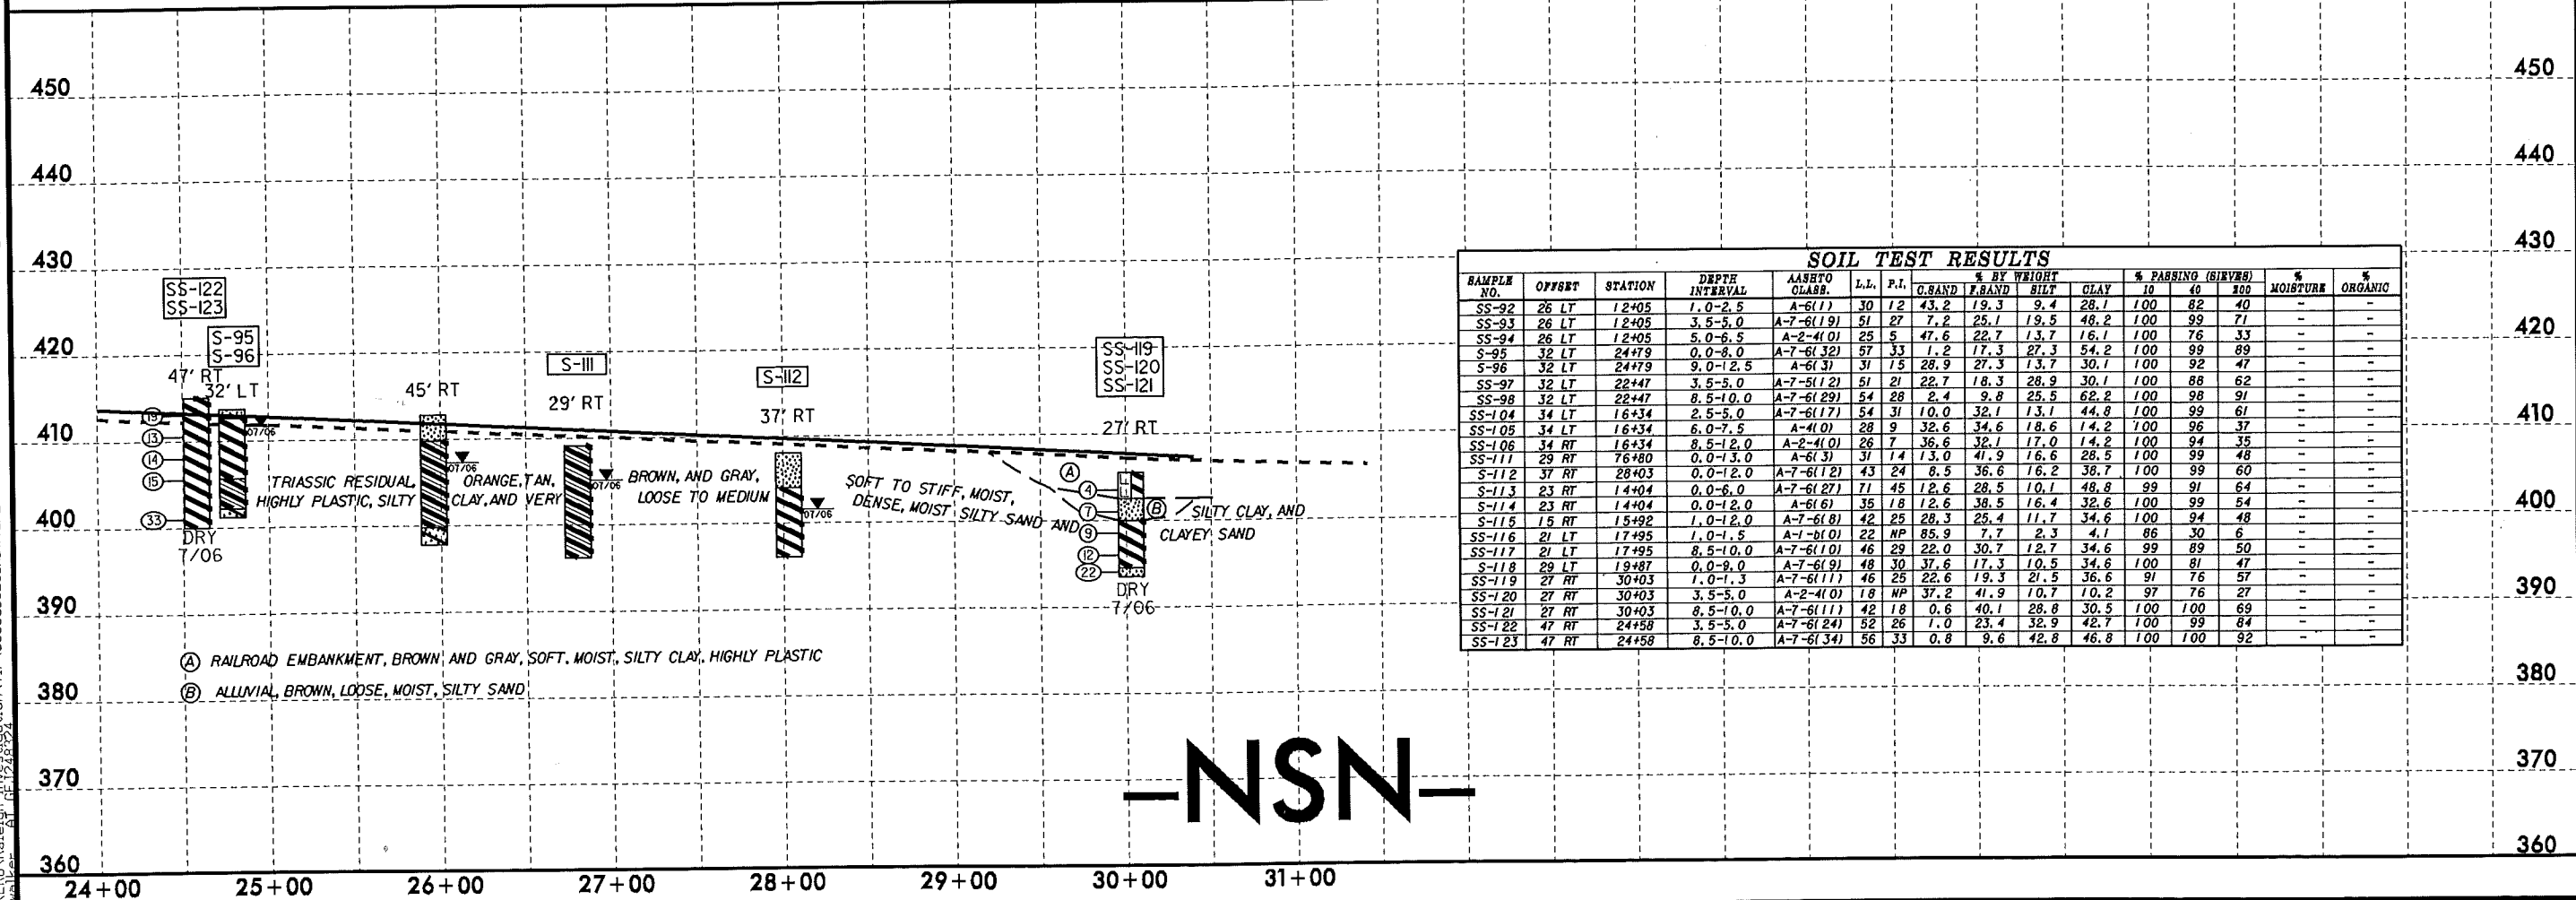 450 450
440 440
430 430
420 420
410 410
400 400
390 390
380 380
370 370
360 360
SS-122
SS-123
S-95
S-96
47' RT
32' LT
45' RT
S-111
29' RT
S-112
37' RT
SS-119
SS-120
SS-121
27' RT
19
13
14
15
33
DRY
7/06
07/06
07/06
07/06
07/06
TRIASSIC RESIDUAL, ORANGE, TAN, BROWN, AND GRAY, SOFT TO STIFF, MOIST, SILTY CLAY, AND
HIGHLY PLASTIC, SILTY CLAY, AND VERY LOOSE TO MEDIUM DENSE, MOIST SILTY SAND AND CLAYEY SAND
A
B
4
7
9
12
22
DRY
7/06
A RAILROAD EMBANKMENT, BROWN AND GRAY, SOFT, MOIST, SILTY CLAY, HIGHLY PLASTIC
B ALLUVIAL, BROWN, LOOSE, MOIST, SILTY SAND
-NSN-
24+00 25+00 26+00 27+00 28+00 29+00 30+00 31+00
SOIL TEST RESULTS
SAMPLE NO. OFFSET STATION DEPTH INTERVAL AASHTO CLASS. L.L. P.I. % BY WEIGHT % PASSING (SIEVES) % MOISTURE % ORGANIC
C.SAND F.SAND SILT CLAY 10 40 200
SS-92 26 LT 12+05 1.0-2.5 A-6(1) 30 12 43.2 19.3 9.4 28.1 100 82 40 - -
SS-93 26 LT 12+05 3.5-5.0 A-7-6(19) 51 27 7.2 25.1 19.5 48.2 100 99 71 - -
SS-94 26 LT 12+05 5.0-6.5 A-2-4(0) 25 5 47.6 22.7 13.7 16.1 100 76 33 - -
S-95 32 LT 24+79 0.0-8.0 A-7-6(32) 57 33 1.2 17.3 27.3 54.2 100 99 89 - -
S-96 32 LT 24+79 9.0-12.5 A-6(3) 31 15 28.9 27.3 13.7 30.1 100 92 47 - -
SS-97 32 LT 22+47 3.5-5.0 A-7-5(12) 51 21 22.7 18.3 28.9 30.1 100 88 62 - -
SS-98 32 LT 22+47 8.5-10.0 A-7-6(29) 54 28 2.4 9.8 25.5 62.2 100 98 91 - -
SS-104 34 LT 16+34 2.5-5.0 A-7-6(17) 54 31 10.0 32.1 13.1 44.8 100 99 61 - -
SS-105 34 LT 16+34 6.0-7.5 A-4(0) 28 9 32.6 34.6 18.6 14.2 100 96 37 - -
SS-106 34 RT 16+34 8.5-12.0 A-2-4(0) 26 7 36.6 32.1 17.0 14.2 100 94 35 - -
SS-111 29 RT 76+80 0.0-13.0 A-6(3) 31 14 13.0 41.9 16.6 28.5 100 99 48 - -
S-112 37 RT 28+03 0.0-12.0 A-7-6(12) 43 24 8.5 36.6 16.2 38.7 100 99 60 - -
S-113 23 RT 14+04 0.0-6.0 A-7-6(27) 71 45 12.6 28.5 10.1 48.8 99 91 64 - -
S-114 23 RT 14+04 0.0-12.0 A-6(6) 35 18 12.6 38.5 16.4 32.6 100 99 54 - -
S-115 15 RT 15+92 1.0-12.0 A-7-6(8) 42 25 28.3 25.4 11.7 34.6 100 94 48 - -
SS-116 21 LT 17+95 1.0-1.5 A-1-b(0) 22 NP 85.9 7.7 2.3 4.1 86 30 6 - -
SS-117 21 LT 17+95 8.5-10.0 A-7-6(10) 46 29 22.0 30.7 12.7 34.6 99 89 50 - -
S-118 29 LT 19+87 0.0-9.0 A-7-6(9) 48 30 37.6 17.3 10.5 34.6 100 81 47 - -
SS-119 27 RT 30+03 1.0-1.3 A-7-6(11) 46 25 22.6 19.3 21.5 36.6 91 76 57 - -
SS-120 27 RT 30+03 3.5-5.0 A-2-4(0) 18 NP 37.2 41.9 10.7 10.2 97 76 27 - -
SS-121 27 RT 30+03 8.5-10.0 A-7-6(11) 42 18 0.6 40.1 28.8 30.5 100 100 69 - -
SS-122 47 RT 24+58 3.5-5.0 A-7-6(24) 52 26 1.0 23.4 32.9 42.7 100 99 84 - -
SS-123 47 RT 24+58 8.5-10.0 A-7-6(34) 56 33 0.8 9.6 42.8 46.8 100 100 92 - -